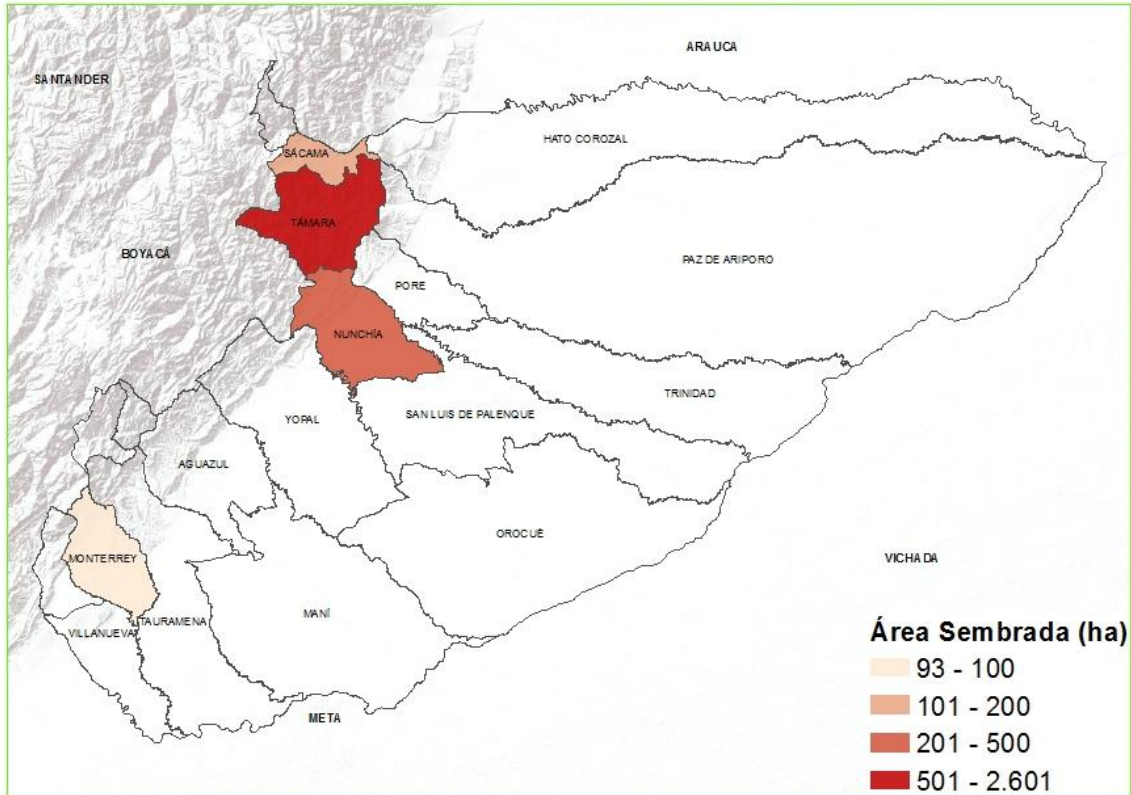 ARAUCA
SANTANDER
HATO COROZAL
SÁCAMA
TÁMARA
BOYACÁ
PAZ DE ARIPORO
PORE
NUNCHÍA
TRINIDAD
SAN LUIS DE PALENQUE
YOPAL
AGUAZUL
OROCUÉ
MONTERREY
VICHADA
MANÍ
TAURAMENA
VILLANUEVA
META
Área Sembrada (ha)
93 - 100
101 - 200
201 - 500
501 - 2.601